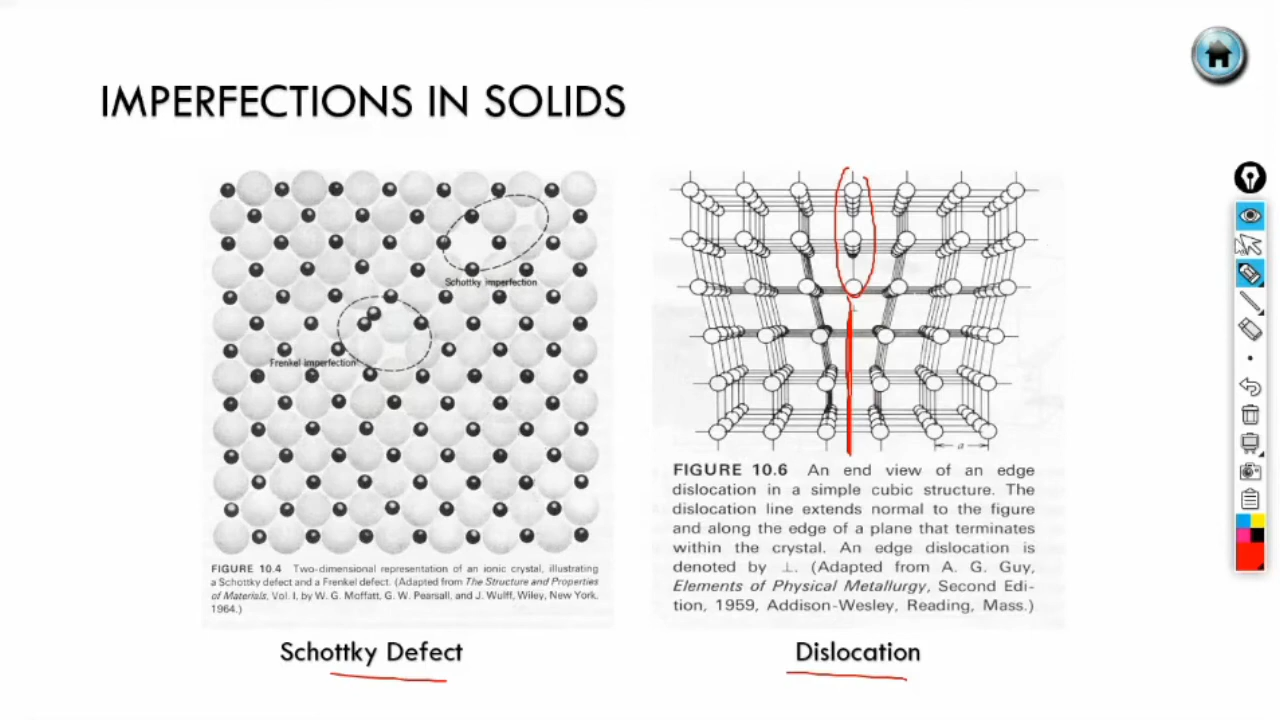 IMPERFECTIONS IN SOLIDS
Schottky imperfection
Frenkel imperfection
FIGURE 10.4 Two-dimensional representation of an ionic crystal, illustrating
a Schottky defect and a Frenkel defect. (Adapted from The Structure and Properties
of Materials, Vol. I, by W. G. Moffatt, G. W. Pearsall, and J. Wulff, Wiley, New York,
1964.)
Schottky Defect
a
FIGURE 10.6 An end view of an edge
dislocation in a simple cubic structure. The
dislocation line extends normal to the figure
and along the edge of a plane that terminates
within the crystal. An edge dislocation is
denoted by ⊥. (Adapted from A. G. Guy,
Elements of Physical Metallurgy, Second Edi-
tion, 1959, Addison-Wesley, Reading, Mass.)
Dislocation